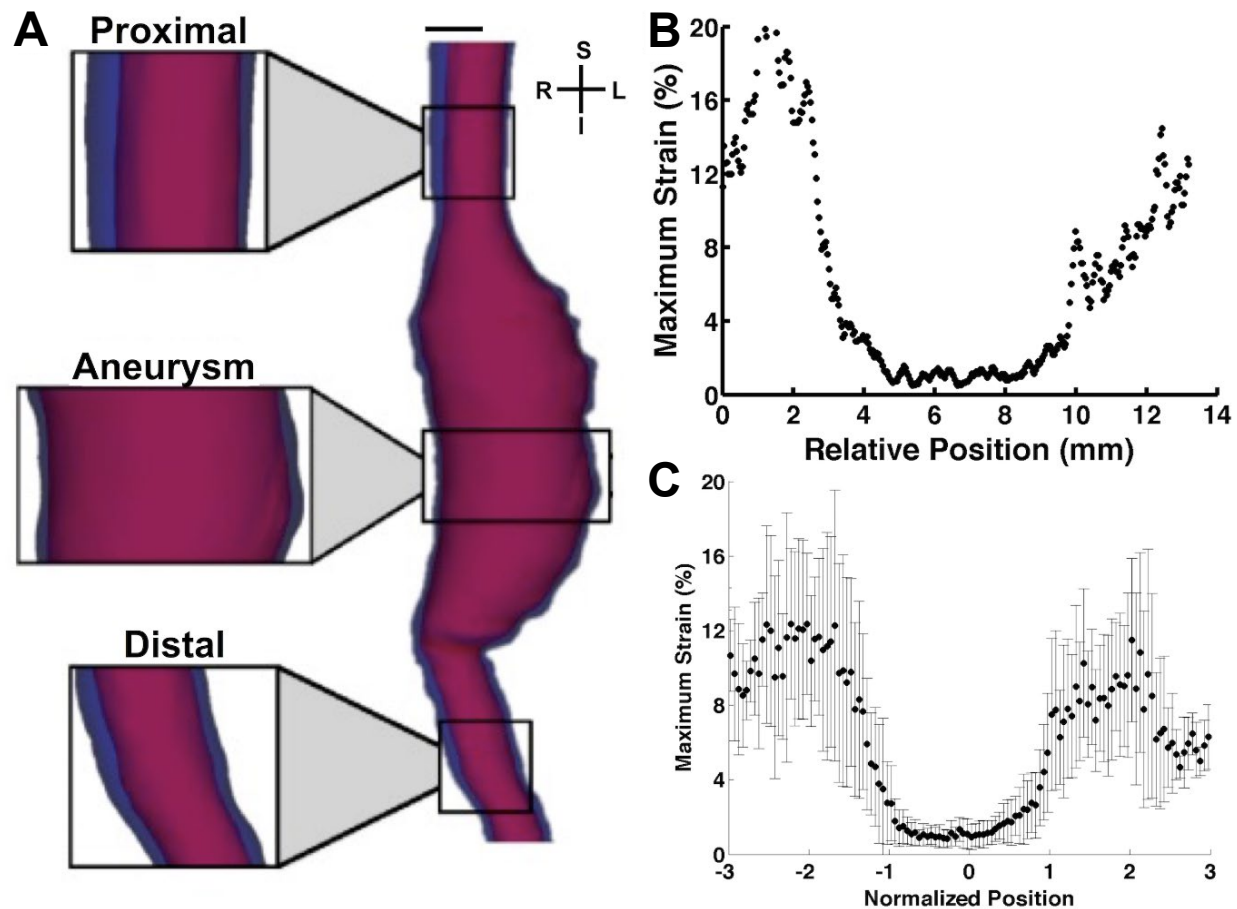 A
Proximal
S
R
L
I
Aneurysm
Distal
B
Maximum Strain (%)
20
16
12
8
4
0
0 2 4 6 8 10 12 14
Relative Position (mm)
C
Maximum Strain (%)
20
16
12
8
4
0
-3 -2 -1 0 1 2 3
Normalized Position